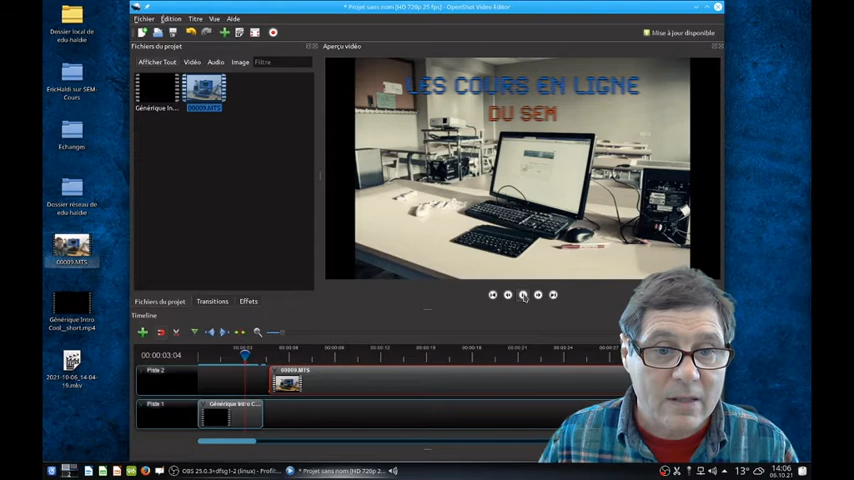 * Projet sans nom [HD 720p 25 fps] - OpenShot Video Editor
Fichier Édition Titre Vue Aide
Mise à jour disponible
Fichiers du projet
Aperçu vidéo
Afficher Tout Vidéo Audio Image Filtre
Générique In... 00009.MTS
LES COURS EN LIGNE
DU SEM
Fichiers du projet Transitions Effets
Timeline
00:00:03:04
Piste 2
00009.MTS
Piste 1
Générique Intro C...
Dossier local de edu haldie
EricHaldi sur SEM-Cours
Echanges
Dossier réseau de edu haldie
00009.MTS
Générique Intro Cool_short.mp4
2021-10-06_14-04-19.mkv
OBS 25.0.3+dfsg1-2 (linux) - Profil:...
* Projet sans nom [HD 720p ...
13°
14:06
06.10.21